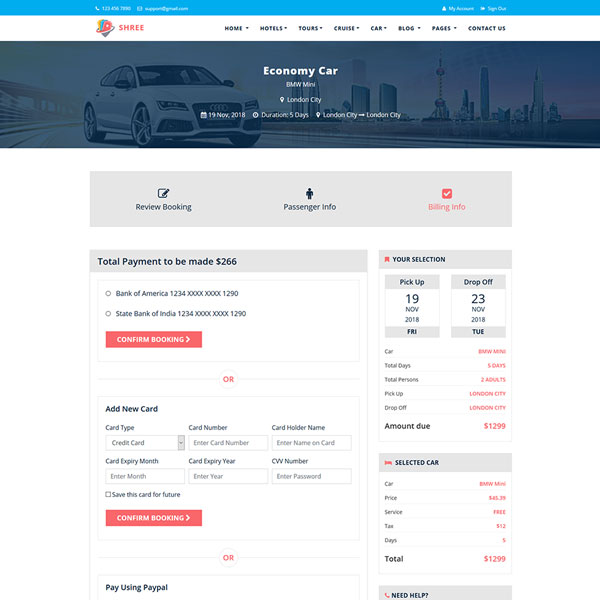 123 456 7890 support@gmail.com My Account Sign Out
SHREE HOME HOTELS TOURS CRUISE CAR BLOG PAGES CONTACT US
Economy Car
BMW Mini
London City
19 Nov, 2018 Duration: 5 Days London City London City
Review Booking Passenger Info Billing Info
Total Payment to be made $266
Bank of America 1234 XXXX XXXX 1290
State Bank of India 1234 XXXX XXXX 1290
CONFIRM BOOKING
OR
Add New Card
Card Type Card Number Card Holder Name
Credit Card Enter Card Number Enter Name on Card
Card Expiry Month Card Expiry Year CVV Number
Enter Month Enter Year Enter Password
Save this card for future
CONFIRM BOOKING
OR
Pay Using Paypal
YOUR SELECTION
Pick Up Drop Off
19 23
NOV NOV
2018 2018
FRI TUE
Car BMW MINI
Total Days 5 DAYS
Total Persons 2 ADULTS
Pick Up LONDON CITY
Drop Off LONDON CITY
Amount due $1299
SELECTED CAR
Car BMW Mini
Price $45.39
Service FREE
Tax $12
Days 5
Total $1299
NEED HELP?